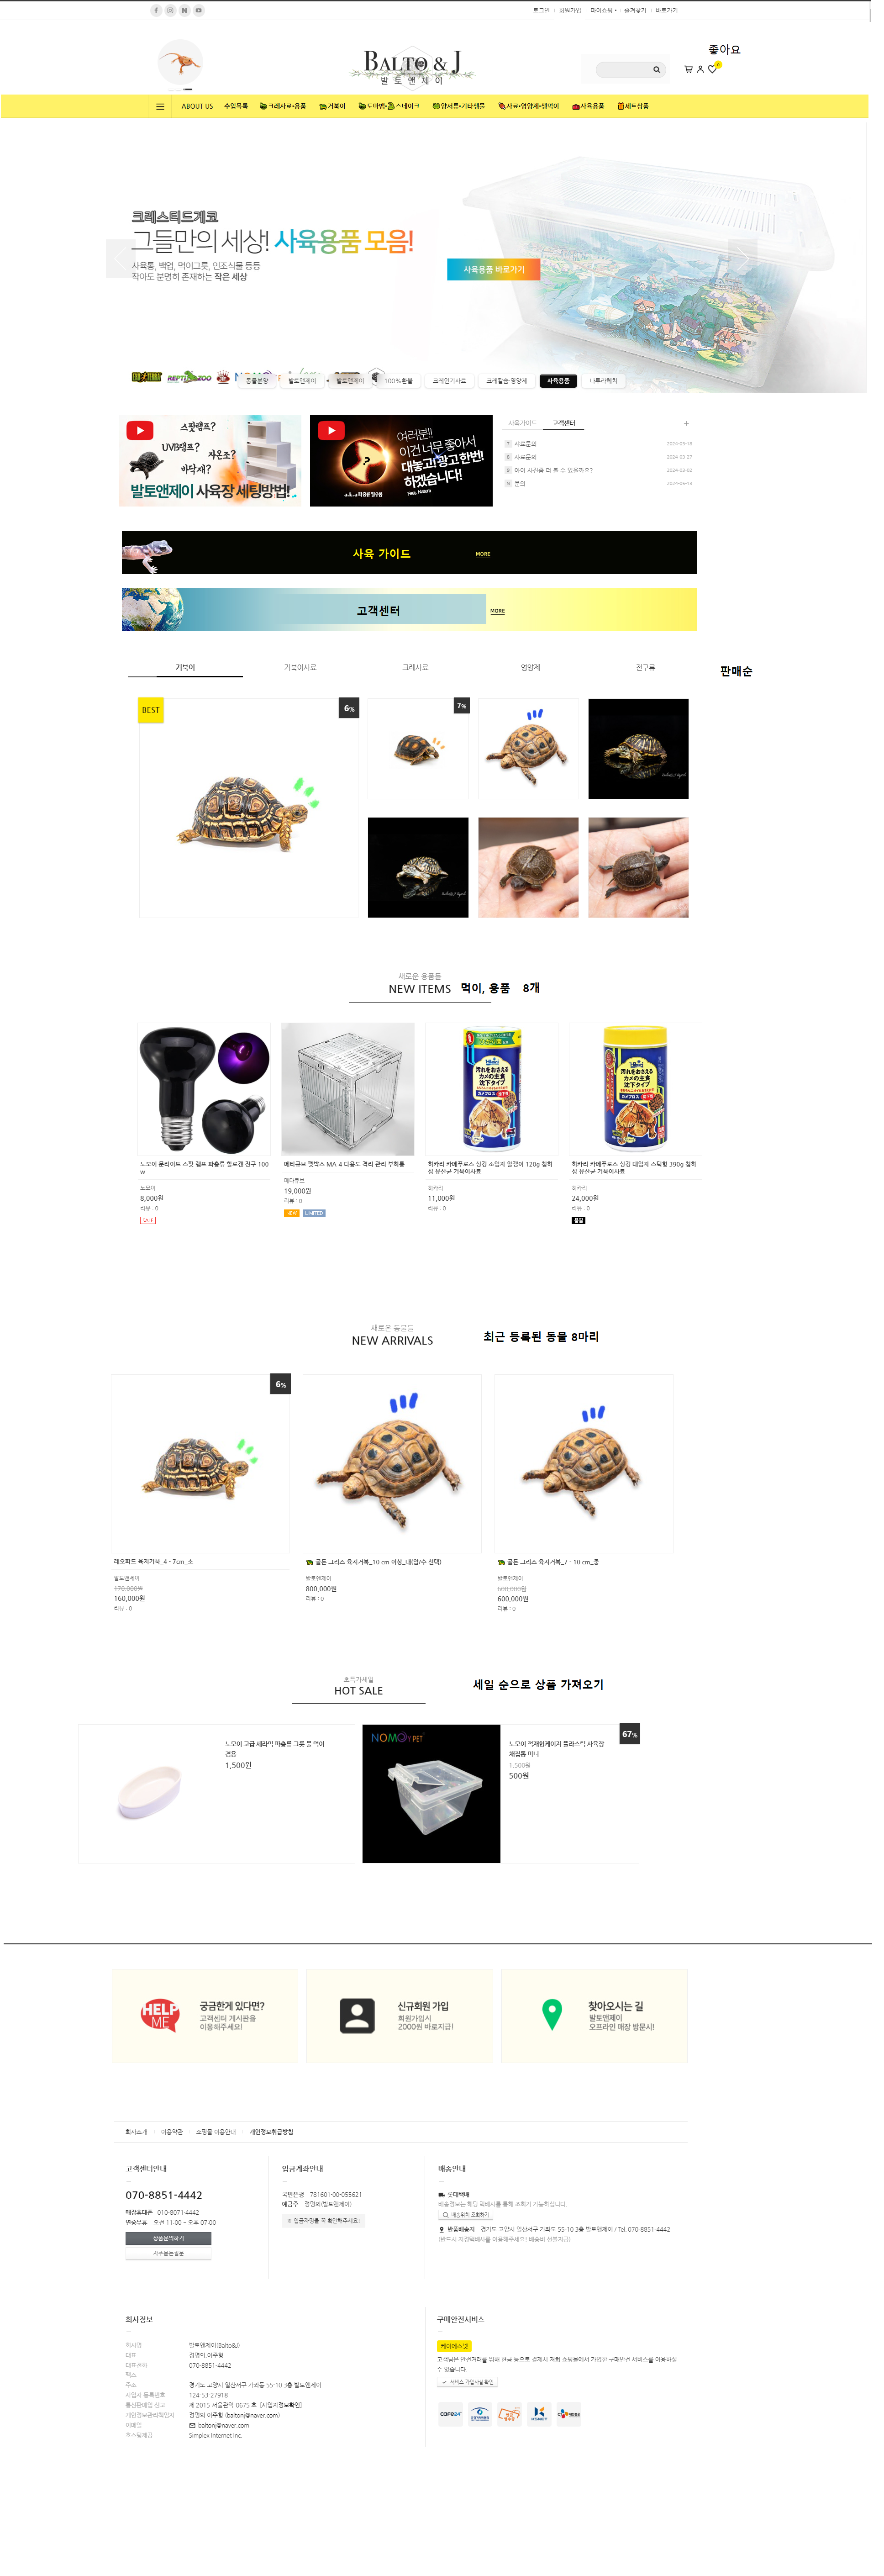 로그인 회원가입 마이쇼핑 즐겨찾기 바로가기
좋아요
BALTO & J
발토앤제이
0
ABOUT US 수입목록 크레사료•용품 거북이 도마뱀• 스네이크 양서류•기타생물 사료•영양제•생먹이 사육용품 세트상품
크레스티드게코
그들만의 세상! 사육용품 모음!
사육통, 백업, 먹이그릇, 인조식물 등등
작아도 분명히 존재하는 작은 세상
사육용품 바로가기
동물분양 발토앤제이 발토앤제이 100%환불 크레인기사료 크레칼슘 영양제 사육용품 나투라헤치
스팟램프?
UVB램프?
자온조?
바닥재?
발토앤제이 사육장 세팅방법!
여러분!!
이건 너무 좋아서
대놓고 광고 한번!
하겠습니다!
Feat. Natura
사육가이드 고객센터 +
사료문의 2024-03-18
사료문의 2024-03-27
아이 사진좀 더 볼 수 있을까요? 2024-03-02
문의 2024-05-13
사육 가이드 MORE
고객센터 MORE
거북이 거북이사료 크레사료 영양제 전구류
판매순
BEST
6%
7%
새로운 용품들
NEW ITEMS 먹이, 용품 8개
노모이 문라이트 스팟 램프 파충류 할로겐 전구 100w
노모이
8,000원
리뷰 : 0
SALE
메타큐브 펫박스 MA-4 다용도 격리 관리 부화통
메타큐브
19,000원
리뷰 : 0
NEW LIMITED
히카리 카메푸로스 싱킹 소입자 알갱이 120g 침하성 유산균 거북이사료
히카리
11,000원
리뷰 : 0
히카리 카메푸로스 싱킹 대입자 스틱형 390g 침하성 유산균 거북이사료
히카리
24,000원
리뷰 : 0
품절
새로운 동물들
NEW ARRIVALS
최근 등록된 동물 8마리
6%
레오파드 육지거북_4 - 7cm_소
발토앤제이
170,000원
160,000원
리뷰 : 0
골든 그리스 육지거북_10 cm 이상_대(암/수 선택)
발토앤제이
800,000원
리뷰 : 0
골든 그리스 육지거북_7 - 10 cm_중
발토앤제이
600,000원
리뷰 : 0
초특가세일
HOT SALE
세일 순으로 상품 가져오기
노모이 고급 세라믹 파충류 그릇 물 먹이
겸용
1,500원
NOMOY PET
67%
노모이 적재형케이지 플라스틱 사육장
채집통 미니
1,500원
500원
HELP ME
궁금한게 있다면?
고객센터 게시판을
이용해주세요!
신규회원 가입
회원가입시
2000원 바로지급!
찾아오시는 길
발토앤제이
오프라인 매장 방문시!
회사소개 이용약관 쇼핑몰 이용안내 개인정보취급방침
고객센터안내
070-8851-4442
매장휴대폰 010-8071-4442
연중무휴 오전 11:00 ~ 오후 07:00
상품문의하기
자주묻는질문
입금계좌안내
국민은행 781601-00-055621
예금주 정명의(발토앤제이)
입금자명을 꼭 확인해주세요!
배송안내
롯데택배
배송정보는 해당 택배사를 통해 조회가 가능하십니다.
배송위치 조회하기
반품배송지 경기도 고양시 일산서구 가좌도 55-10 3층 발토앤제이 / Tel. 070-8851-4442
(반드시 지정택배사를 이용해주세요! 배송비 선불지급)
회사정보
회사명 발토앤제이(Balto&J)
대표 정명의,이주형
대표전화 070-8851-4442
팩스
주소 경기도 고양시 일산서구 가좌동 55-10 3층 발토앤제이
사업자 등록번호 124-53-27918
통신판매업 신고 제 2015-서울관악-0675 호 [사업자정보확인]
개인정보관리책임자 정명의 이주형 (baltonj@naver.com)
이메일 baltonj@naver.com
호스팅제공 Simplex Internet Inc.
구매안전서비스
케이에스넷
고객님은 안전거래를 위해 현금 등으로 결제시 저희 쇼핑몰에서 가입한 구매안전 서비스를 이용하실
수 있습니다.
서비스 가입사실 확인
cafe24
KSNET